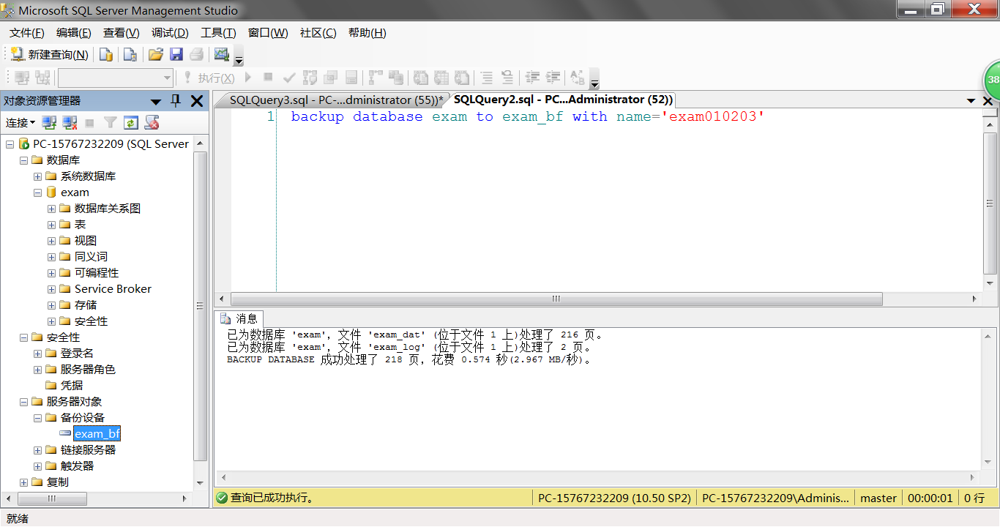 Microsoft SQL Server Management Studio
文件(F) 编辑(E) 查看(V) 调试(D) 工具(T) 窗口(W) 社区(C) 帮助(H)
新建查询(N)
执行(X)
38
对象资源管理器
连接
PC-15767232209 (SQL Server
数据库
系统数据库
exam
数据库关系图
表
视图
同义词
可编程性
Service Broker
存储
安全性
安全性
登录名
服务器角色
凭据
服务器对象
备份设备
exam_bf
链接服务器
触发器
复制
SQLQuery3.sql - PC-...dministrator (55))* SQLQuery2.sql - PC...Administrator (52))
1 backup database exam to exam_bf with name='exam010203'
消息
已为数据库 'exam'，文件 'exam_dat' (位于文件 1 上)处理了 216 页。
已为数据库 'exam'，文件 'exam_log' (位于文件 1 上)处理了 2 页。
BACKUP DATABASE 成功处理了 218 页，花费 0.574 秒(2.967 MB/秒)。
查询已成功执行。 PC-15767232209 (10.50 SP2) PC-15767232209\Adminis... master 00:00:01 0 行
就绪